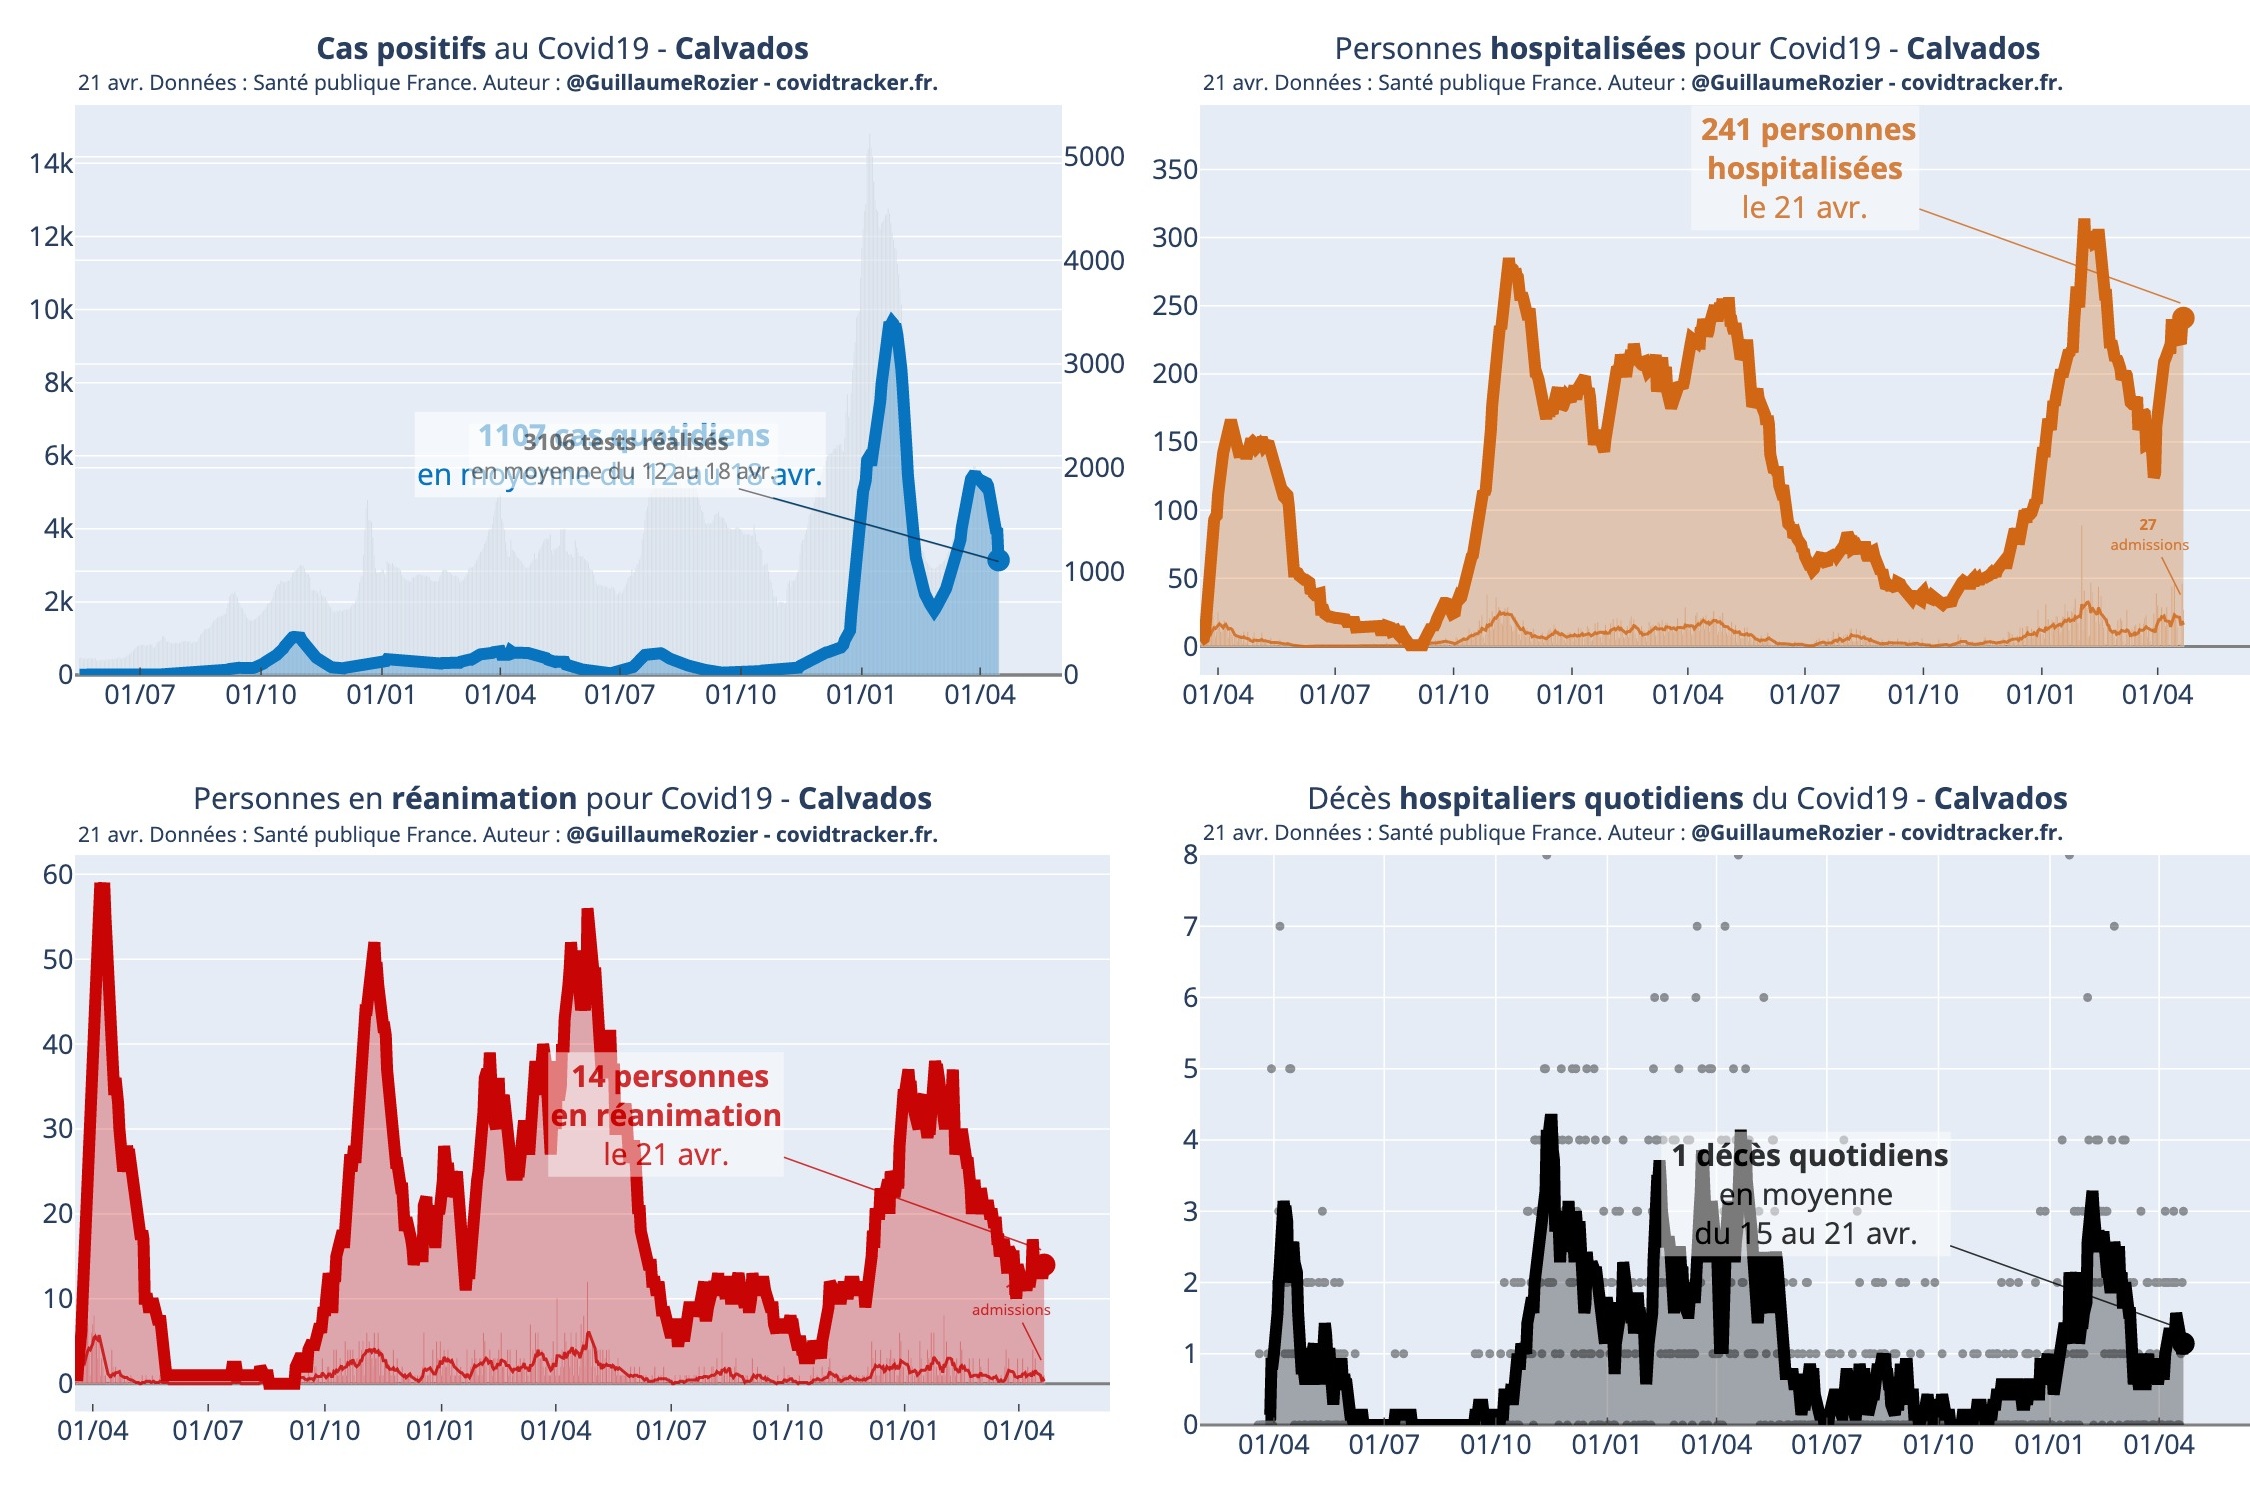 Cas positifs au Covid19 - Calvados
21 avr. Données : Santé publique France. Auteur : @GuillaumeRozier - covidtracker.fr.
14k
12k
10k
8k
6k
4k
2k
0
5000
4000
3000
2000
1000
0
1107 cas quotidiens
en moyenne du 12 au 18 avr.
3106 tests réalisés
en moyenne du 12 au 18 avr.
01/07 01/10 01/01 01/04 01/07 01/10 01/01 01/04
Personnes hospitalisées pour Covid19 - Calvados
21 avr. Données : Santé publique France. Auteur : @GuillaumeRozier - covidtracker.fr.
241 personnes
hospitalisées
le 21 avr.
350
300
250
200
150
100
50
0
27
admissions
01/04 01/07 01/10 01/01 01/04 01/07 01/10 01/01 01/04
Personnes en réanimation pour Covid19 - Calvados
21 avr. Données : Santé publique France. Auteur : @GuillaumeRozier - covidtracker.fr.
60
50
40
30
20
10
0
14 personnes
en réanimation
le 21 avr.
admissions
01/04 01/07 01/10 01/01 01/04 01/07 01/10 01/01 01/04
Décès hospitaliers quotidiens du Covid19 - Calvados
21 avr. Données : Santé publique France. Auteur : @GuillaumeRozier - covidtracker.fr.
8
7
6
5
4
3
2
1
0
1 décès quotidiens
en moyenne
du 15 au 21 avr.
01/04 01/07 01/10 01/01 01/04 01/07 01/10 01/01 01/04